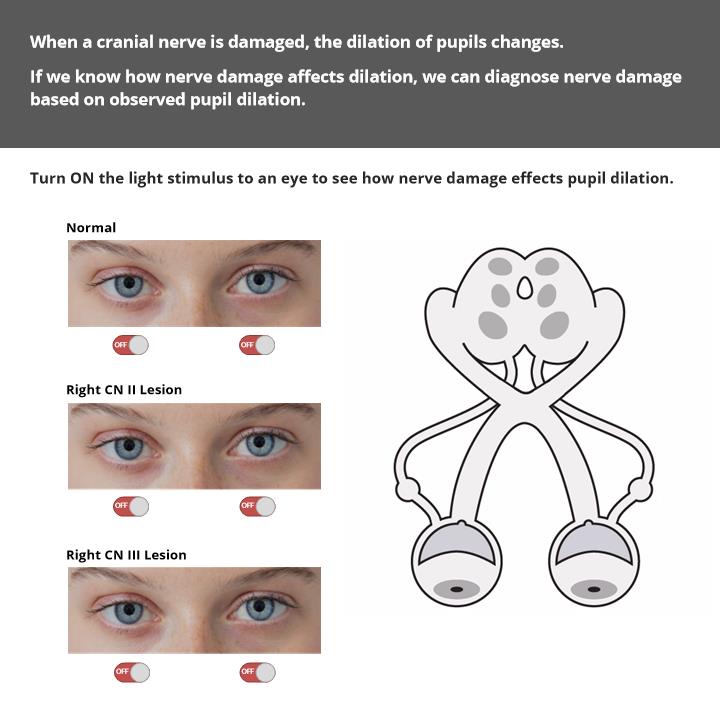 When a cranial nerve is damaged, the dilation of pupils changes.
If we know how nerve damage affects dilation, we can diagnose nerve damage
based on observed pupil dilation.
Turn ON the light stimulus to an eye to see how nerve damage effects pupil dilation.
Normal
OFF OFF
Right CN II Lesion
OFF OFF
Right CN III Lesion
OFF OFF